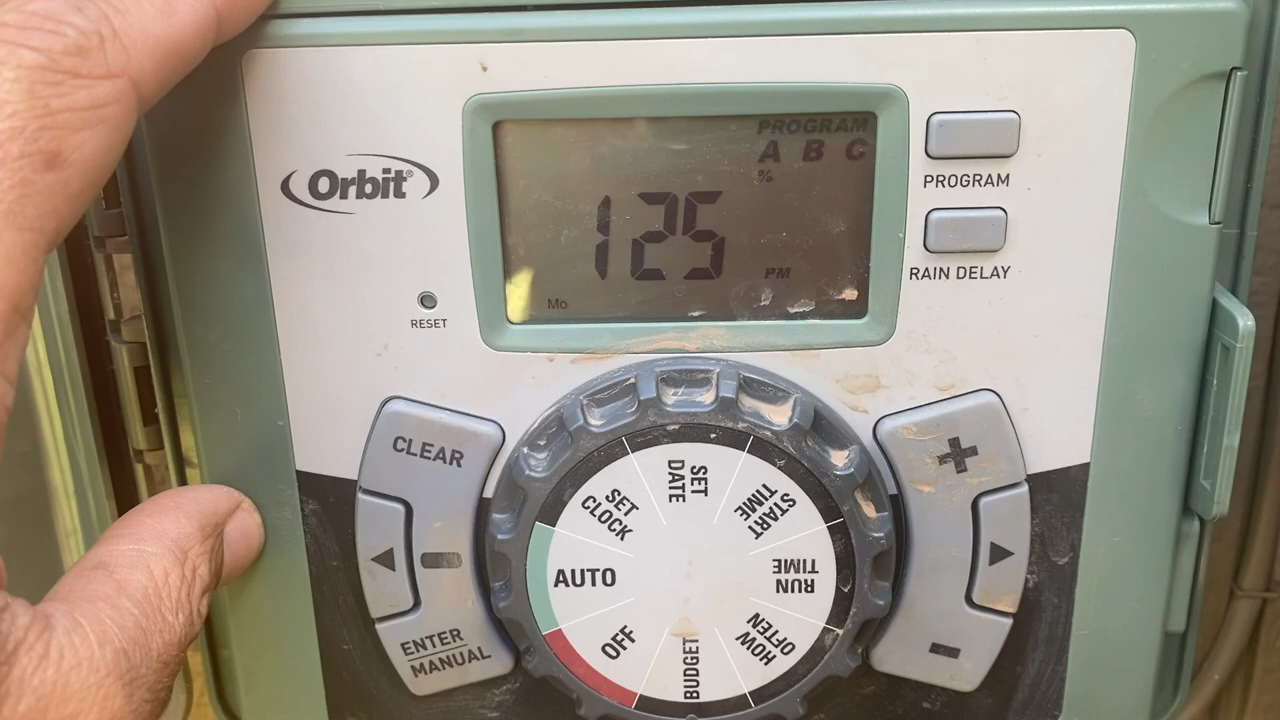 PROGRAM
A B C
%
125
PM
Mo
Orbit®
PROGRAM
RAIN DELAY
RESET
CLEAR
ENTER
MANUAL
SET
DATE
SET
CLOCK
START
TIME
AUTO
RUN
TIME
OFF
BUDGET
HOW
OFTEN
+
-